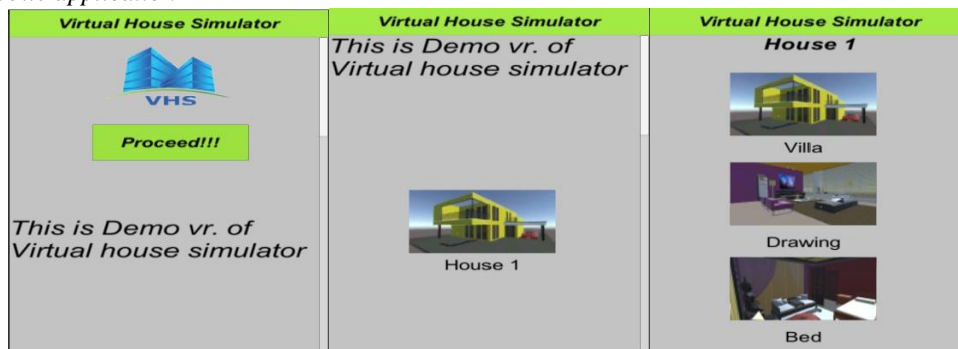 Virtual House Simulator
VHS
Proceed!!!
This is Demo vr. of
Virtual house simulator
Virtual House Simulator
This is Demo vr. of
Virtual house simulator
House 1
Virtual House Simulator
House 1
Villa
Drawing
Bed